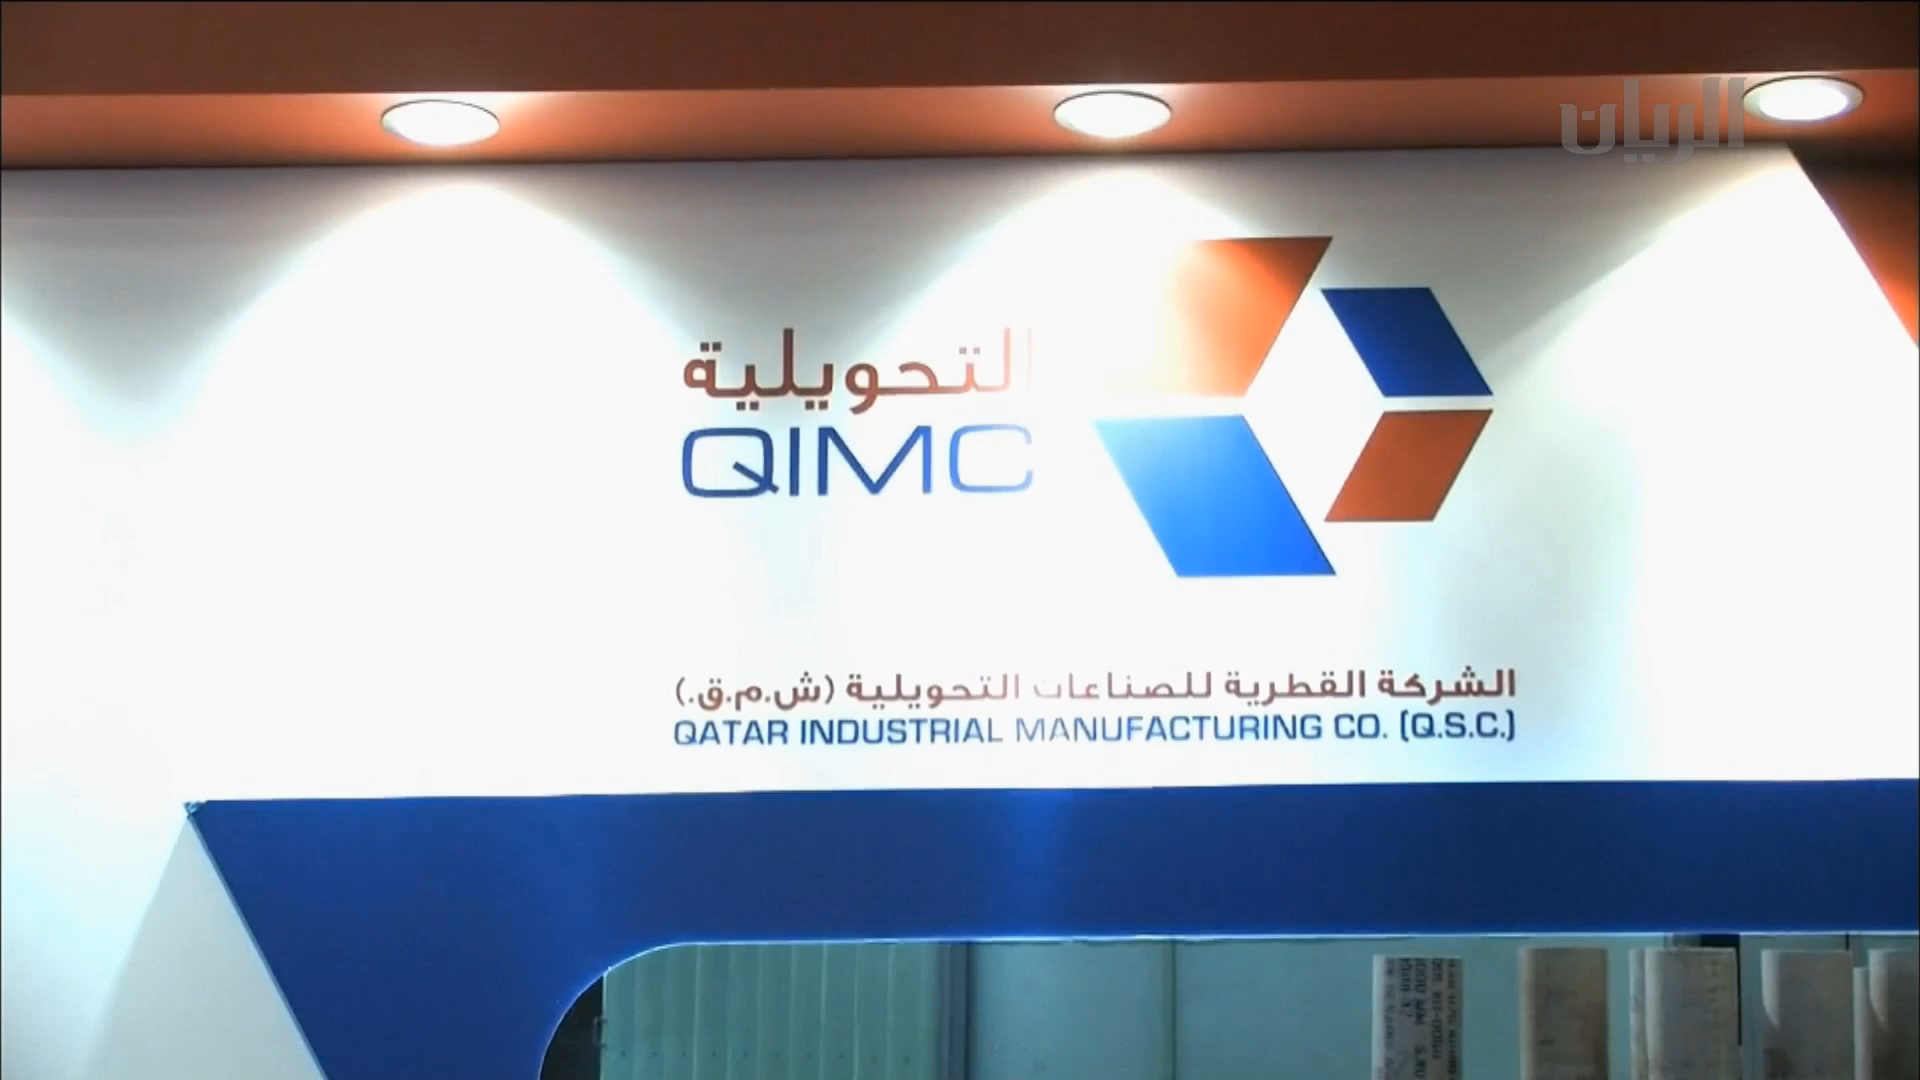 الريان
التحويلية
QIMC
الشركة القطرية للصناعات التحويلية (ش.م.ق.)
QATAR INDUSTRIAL MANUFACTURING CO. (Q.S.C.)